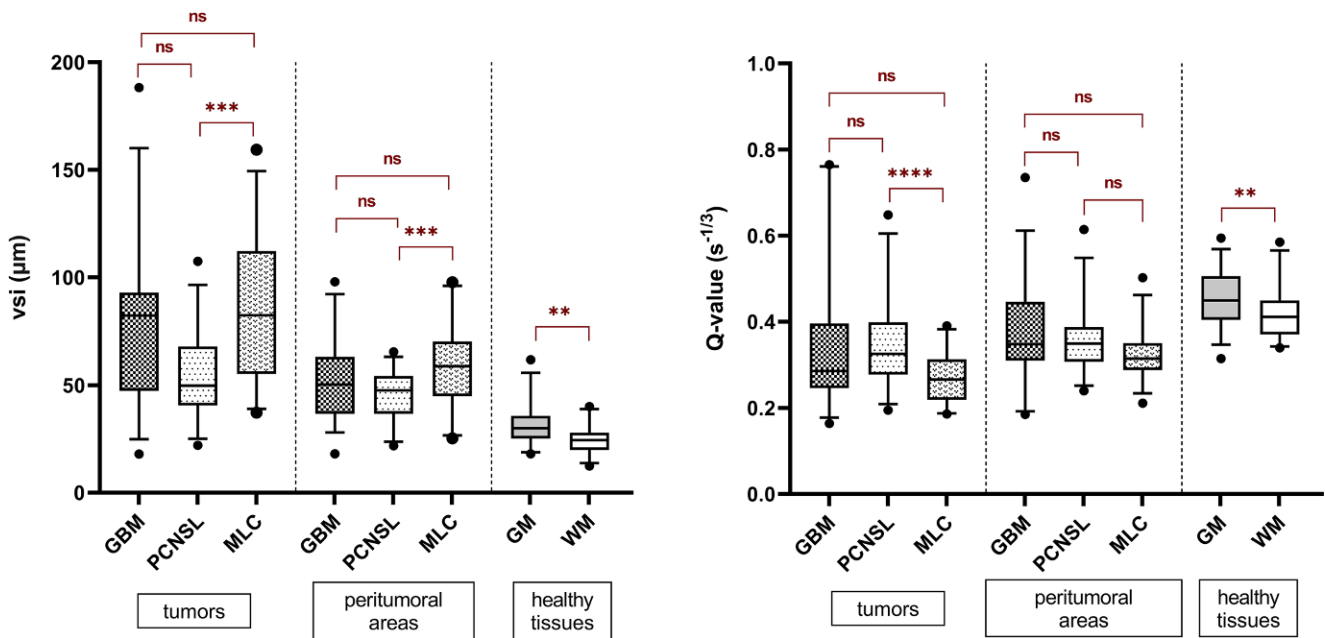 ns
ns
***
ns
ns
***
**
200
150
100
50
0
vsi (µm)
GBM
PCNSL
MLC
GBM
PCNSL
MLC
GM
WM
tumors
peritumoral
areas
healthy
tissues
ns
ns
****
ns
ns
ns
**
1.0
0.8
0.6
0.4
0.2
0.0
Q-value (s-1/3)
GBM
PCNSL
MLC
GBM
PCNSL
MLC
GM
WM
tumors
peritumoral
areas
healthy
tissues